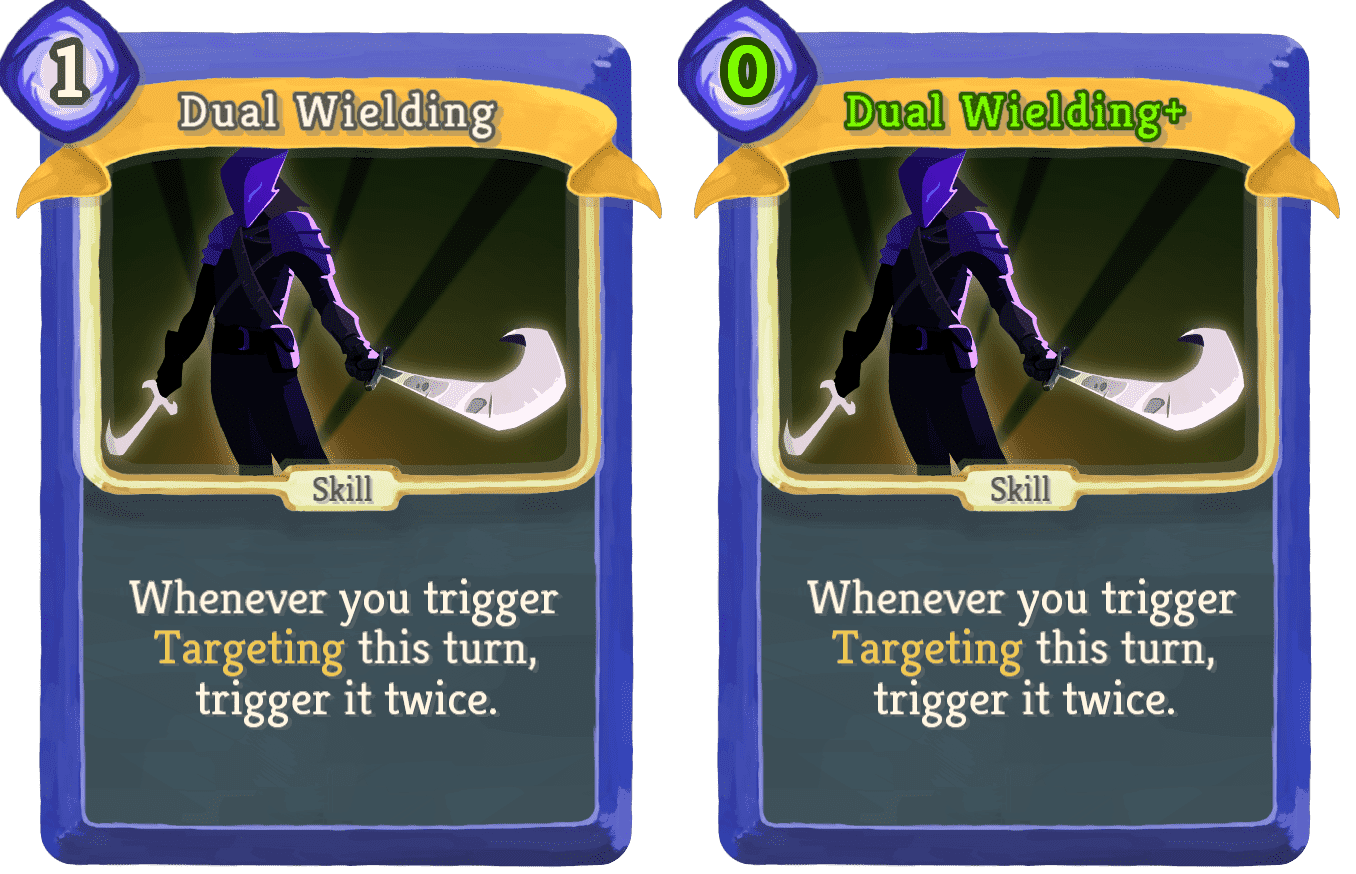 1
Dual Wielding
Skill
Whenever you trigger
Targeting this turn,
trigger it twice.
0
Dual Wielding+
Skill
Whenever you trigger
Targeting this turn,
trigger it twice.